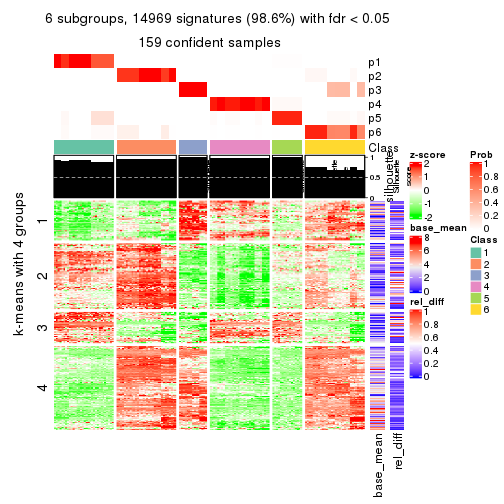 6 subgroups, 14969 signatures (98.6%) with fdr < 0.05
159 confident samples
p1
p2
p3
p4
p5
p6
Class
1
0.5
0
silhouette
Silhouette
score
k-means with 4 groups
1
2
3
4
base_mean
rel_diff
z-score
2
1
0
-1
-2
base_mean
8
6
4
2
0
rel_diff
1
0.8
0.6
0.4
0.2
0
Prob
1
0.8
0.6
0.4
0.2
0
Class
1
2
3
4
5
6